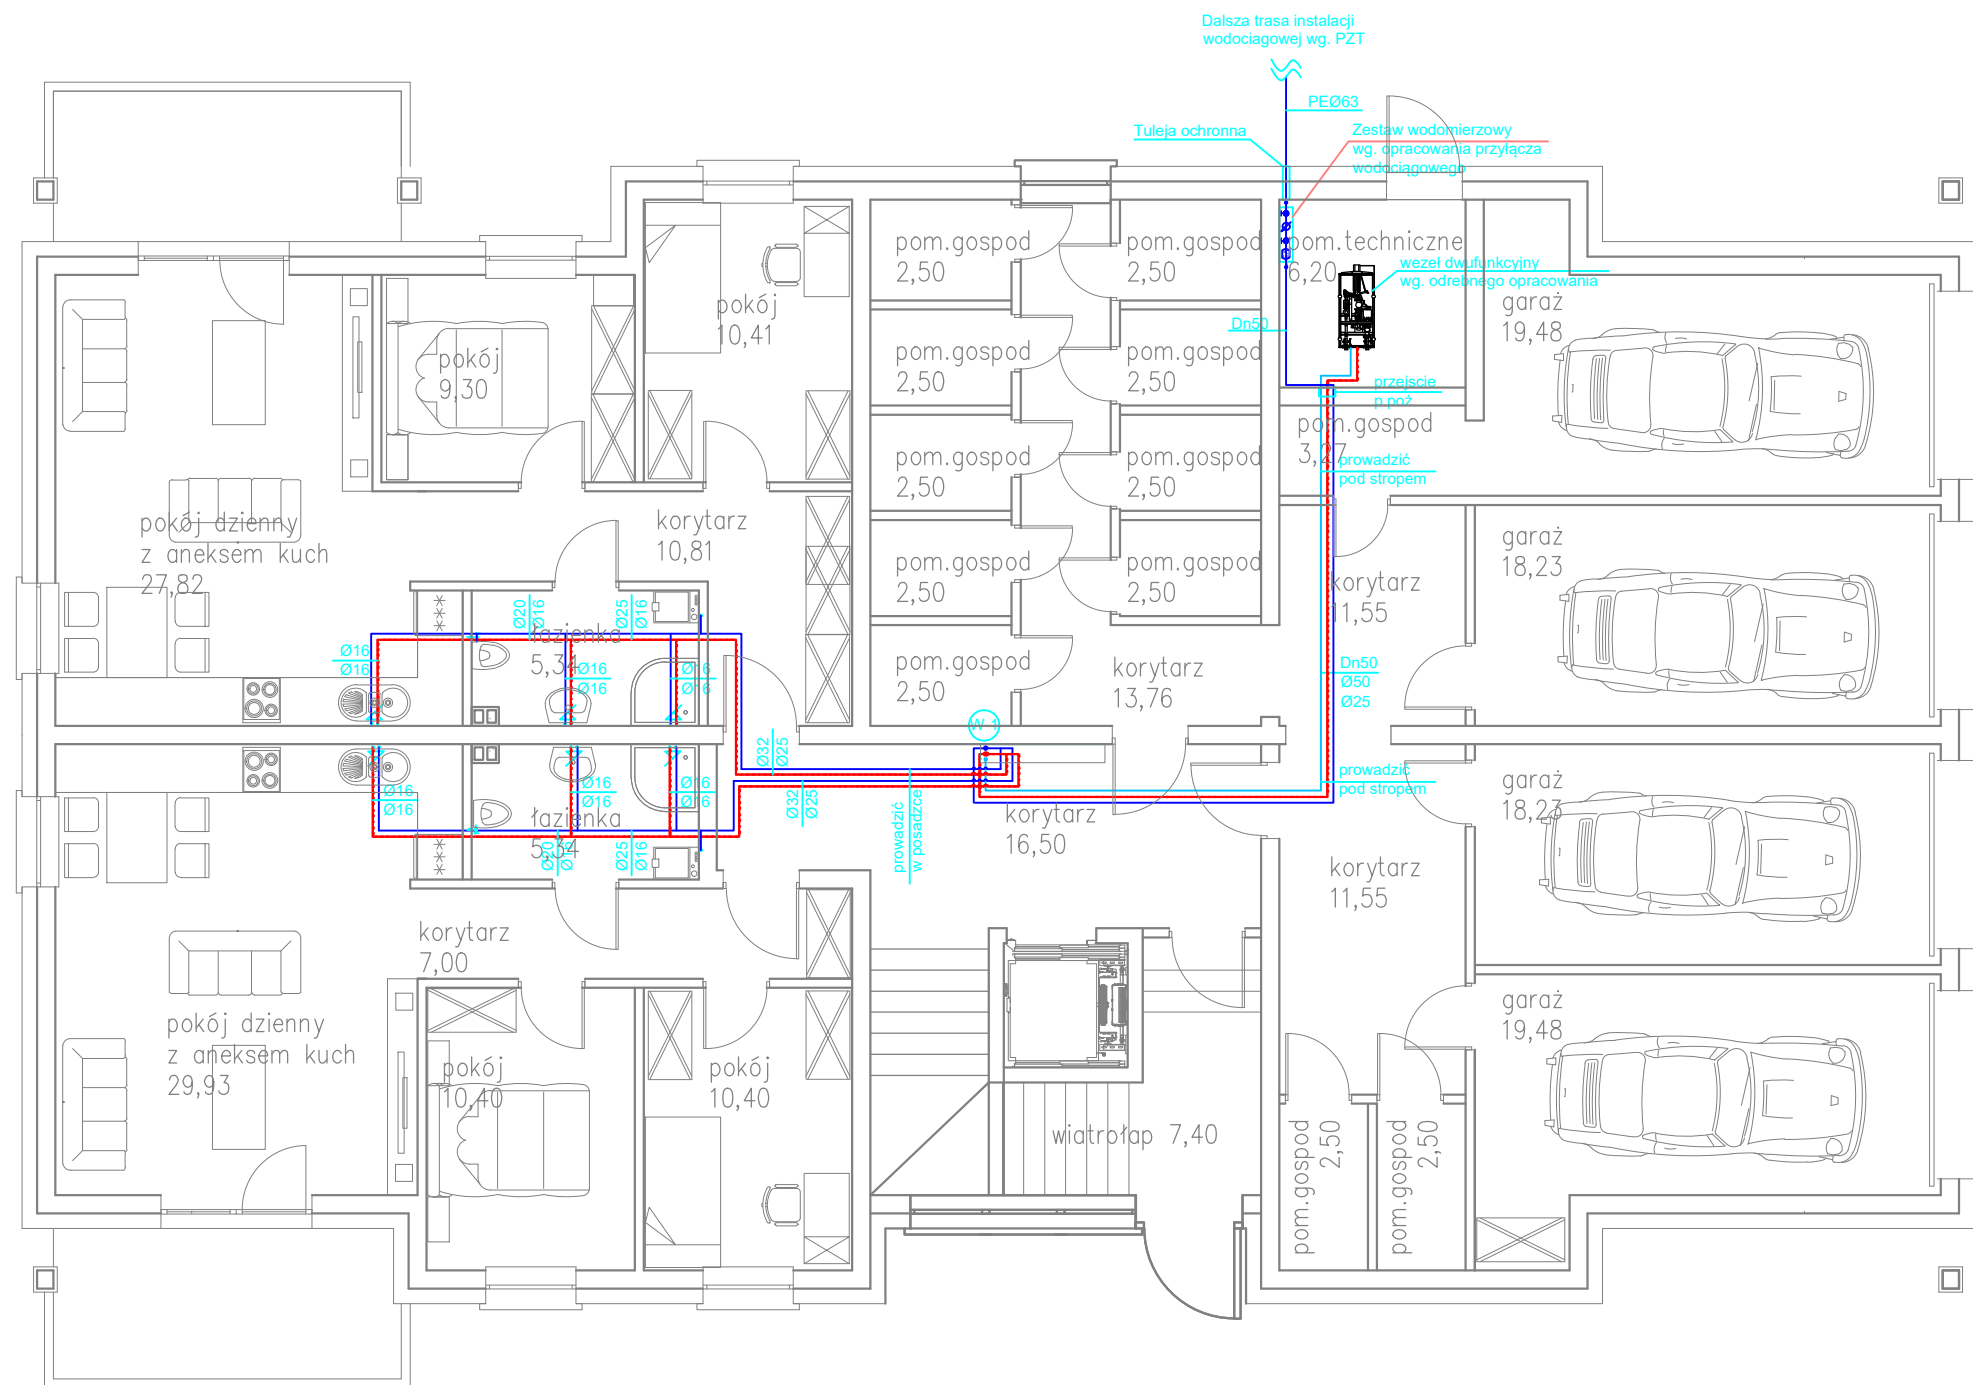 Dalsza trasa instalacji
wodociagowej wg. PZT
PEØ63
Tuleja ochronna
Zestaw wodomierzowy
wg. opracowania przyłącza
wodociągowego
pom.gospod
2,50
pom.gospod
2,50
pom.techniczne
6,20
wezeł dwufunkcyjny
wg. odrebnego opracowania
garaż
19,48
pokój
10,41
pokój
9,30
Dn50
pom.gospod
2,50
pom.gospod
2,50
przejscie
p.poż
pom.gospod
3,27
prowadzić
pod stropem
pom.gospod
2,50
pom.gospod
2,50
pokój dzienny
z aneksem kuch
27,82
korytarz
10,81
garaż
18,23
pom.gospod
2,50
pom.gospod
2,50
korytarz
11,55
Ø20
Ø16
Ø25
Ø16
łazienka
5,34
Ø16
Ø16
Ø16
Ø16
Ø16
Ø16
pom.gospod
2,50
korytarz
13,76
Dn50
Ø50
Ø25
W 1
Ø32
Ø25
Ø16
Ø16
Ø16
Ø16
Ø16
Ø16
Ø32
Ø25
prowadzić
w posadzce
prowadzić
pod stropem
garaż
18,23
korytarz
16,50
łazienka
5,34
Ø20
Ø16
Ø25
Ø16
korytarz
11,55
korytarz
7,00
pokój dzienny
z aneksem kuch
29,93
garaż
19,48
pokój
10,40
pokój
10,40
wiatrołap 7,40
pom.gospod
2,50
pom.gospod
2,50